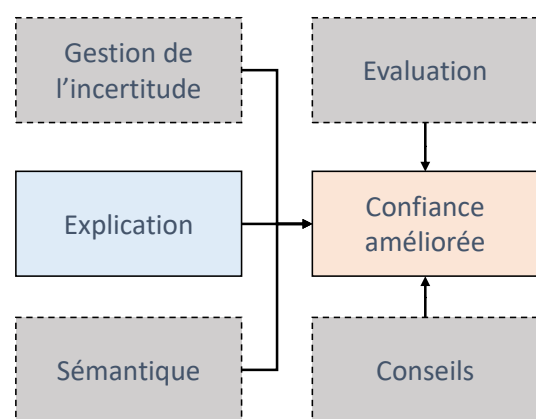 Gestion de
l’incertitude
Evaluation
Explication
Confiance
améliorée
Sémantique
Conseils